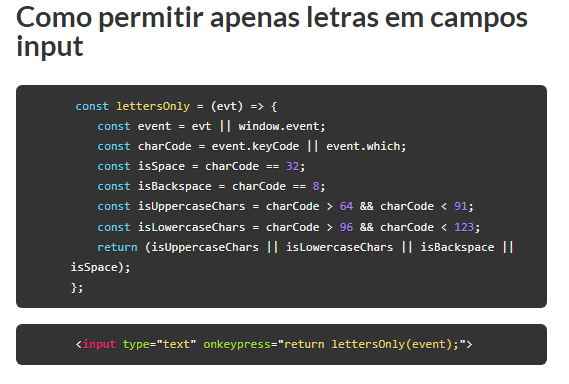 Como permitir apenas letras em campos
input
const lettersOnly = (evt) => {
const event = evt || window.event;
const charCode = event.keyCode || event.which;
const isSpace = charCode == 32;
const isBackspace = charCode == 8;
const isUppercaseChars = charCode > 64 && charCode < 91;
const isLowercaseChars = charCode > 96 && charCode < 123;
return (isUppercaseChars || isLowercaseChars || isBackspace ||
isSpace);
};
<input type="text" onkeypress="return lettersOnly(event);">